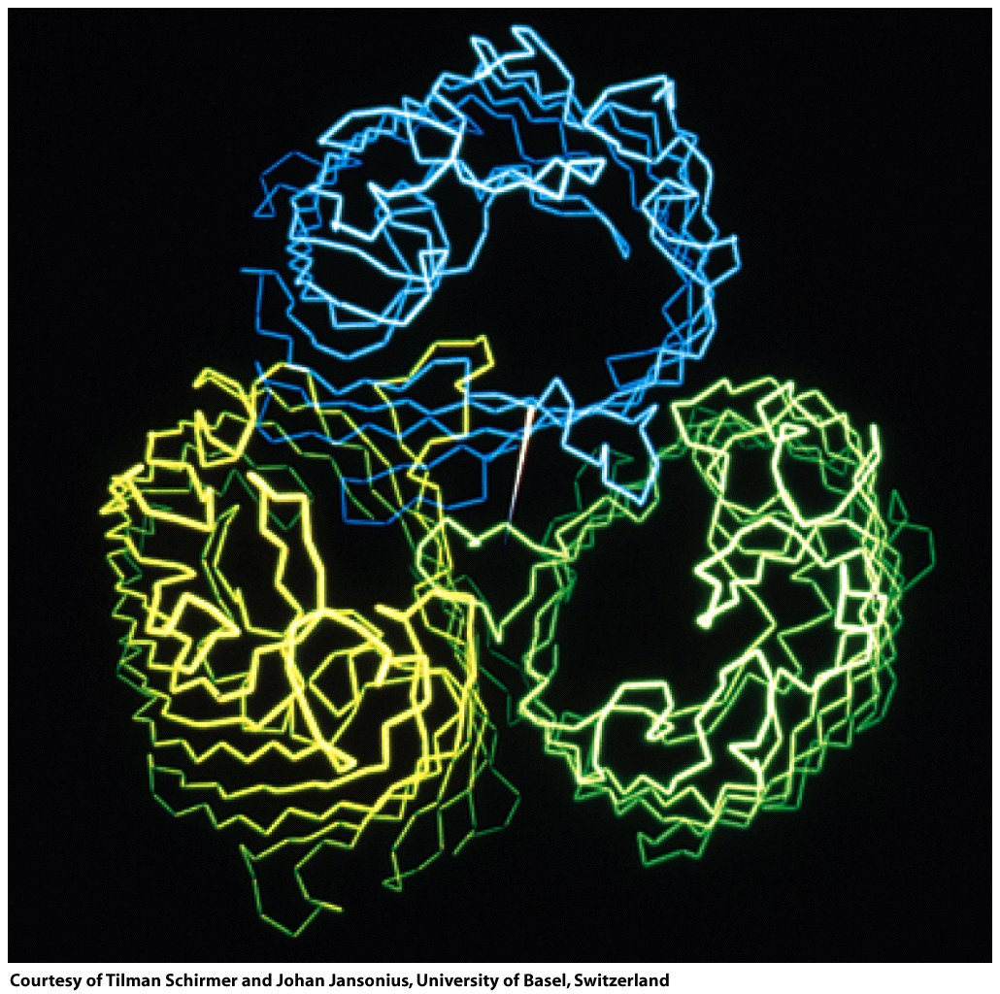 Courtesy of Tilman Schirmer and Johan Jansonius, University of Basel, Switzerland